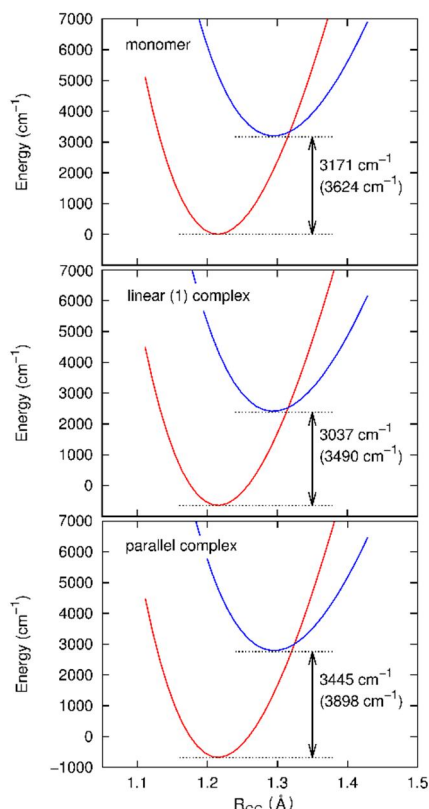 7000
6000
5000
4000
3000
2000
1000
0
Energy (cm⁻¹)
monomer
3171 cm⁻¹
(3624 cm⁻¹)
7000
6000
5000
4000
3000
2000
1000
0
Energy (cm⁻¹)
linear (1) complex
3037 cm⁻¹
(3490 cm⁻¹)
7000
6000
5000
4000
3000
2000
1000
0
−1000
Energy (cm⁻¹)
parallel complex
3445 cm⁻¹
(3898 cm⁻¹)
1.1 1.2 1.3 1.4 1.5